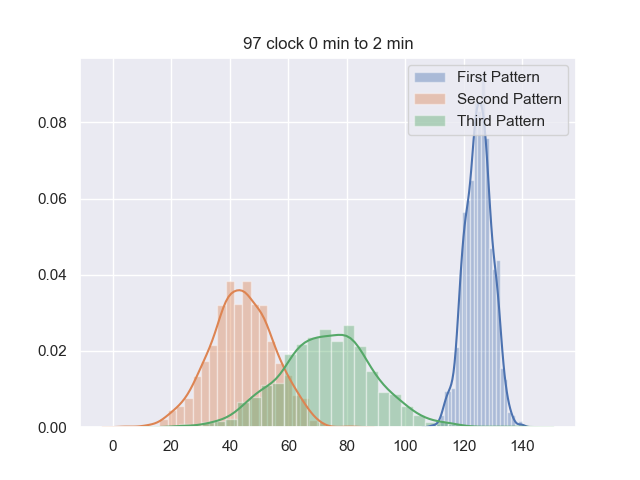 97 clock 0 min to 2 min
First Pattern
Second Pattern
Third Pattern
0.08
0.06
0.04
0.02
0.00
0 20 40 60 80 100 120 140